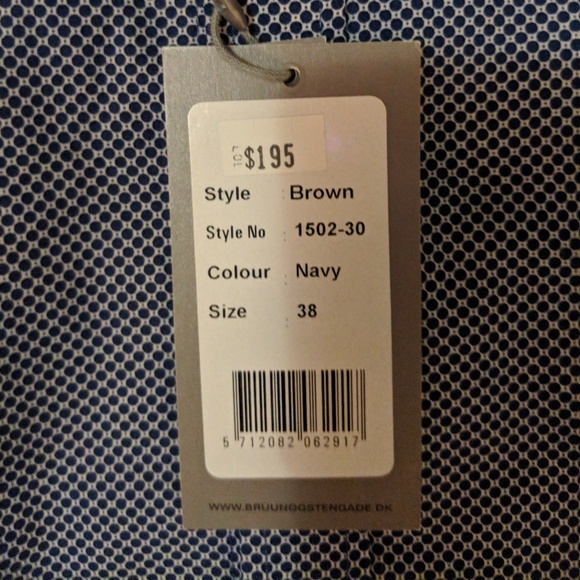 107 $195
Style : Brown
Style No : 1502-30
Colour : Navy
Size : 38
5 712082 062917
WWW.BRUUNOGSTENGADE.DK